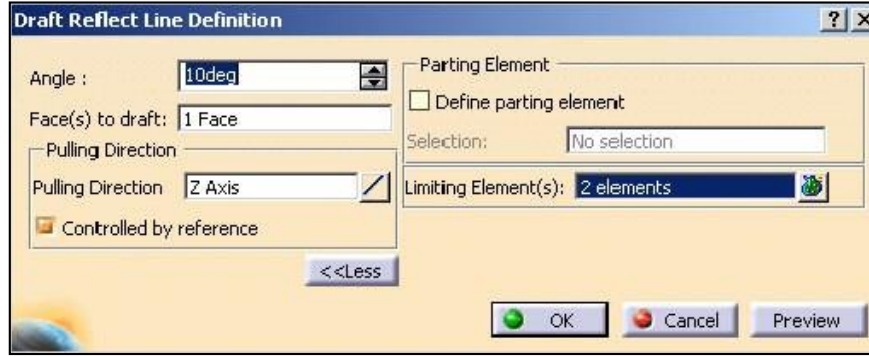 Draft Reflect Line Definition
Angle :
10deg
Face(s) to draft: 1 Face
Pulling Direction
Pulling Direction Z Axis
Controlled by reference
<<Less
Parting Element
Define parting element
Selection: No selection
Limiting Element(s): 2 elements
OK Cancel Preview